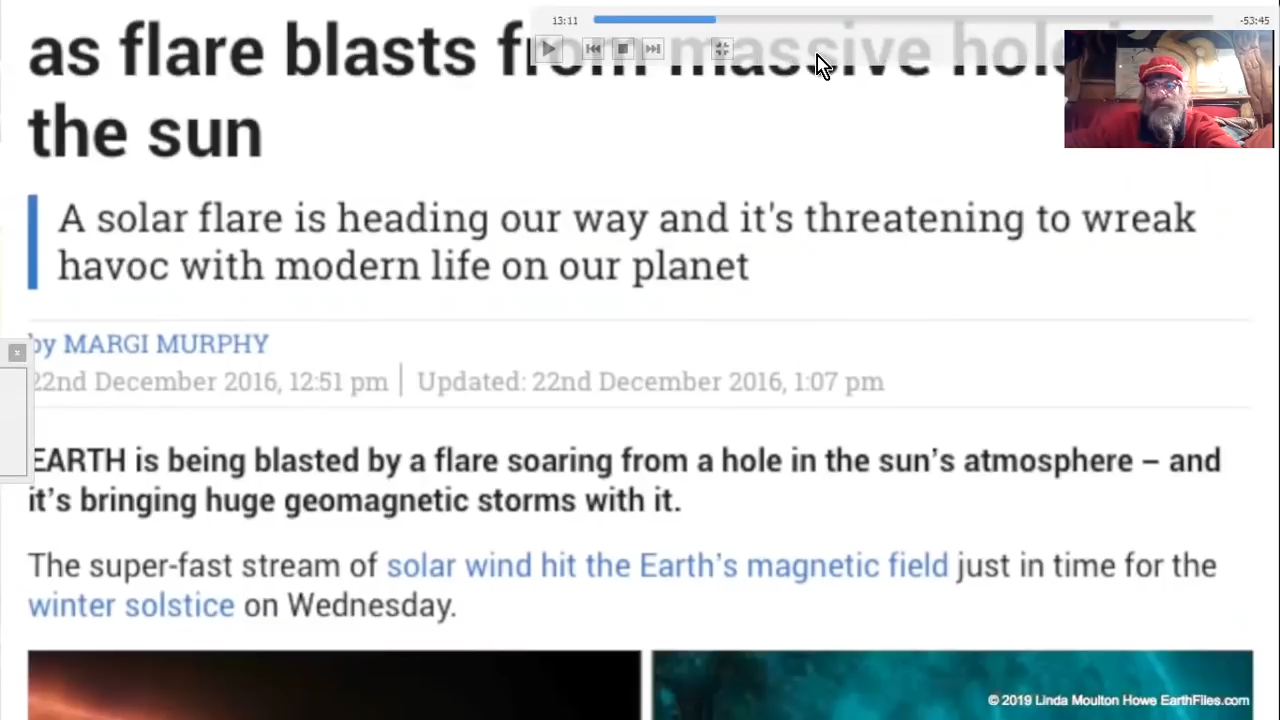 13:11
-53:45
as flare blasts from massive hole
the sun
A solar flare is heading our way and it's threatening to wreak
havoc with modern life on our planet
by MARGI MURPHY
22nd December 2016, 12:51 pm | Updated: 22nd December 2016, 1:07 pm
EARTH is being blasted by a flare soaring from a hole in the sun’s atmosphere – and
it’s bringing huge geomagnetic storms with it.
The super-fast stream of solar wind hit the Earth’s magnetic field just in time for the
winter solstice on Wednesday.
© 2019 Linda Moulton Howe EarthFiles.com